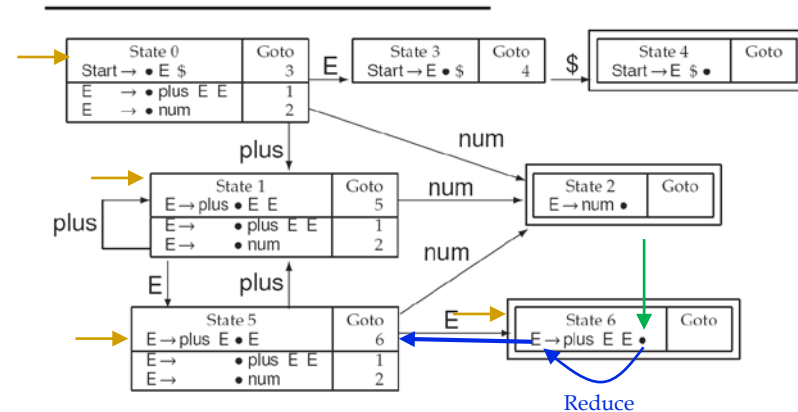 State 0 Goto
Start → • E $ 3
E → • plus E E 1
E → • num 2
E
State 3 Goto
Start → E • $ 4
$
State 4 Goto
Start → E $ •
plus
num
State 1 Goto
E → plus • E E 5
E → • plus E E 1
E → • num 2
plus
num
State 2 Goto
E → num •
num
E
plus
State 5 Goto
E → plus E • E 6
E → • plus E E 1
E → • num 2
E
State 6 Goto
E → plus E E •
Reduce